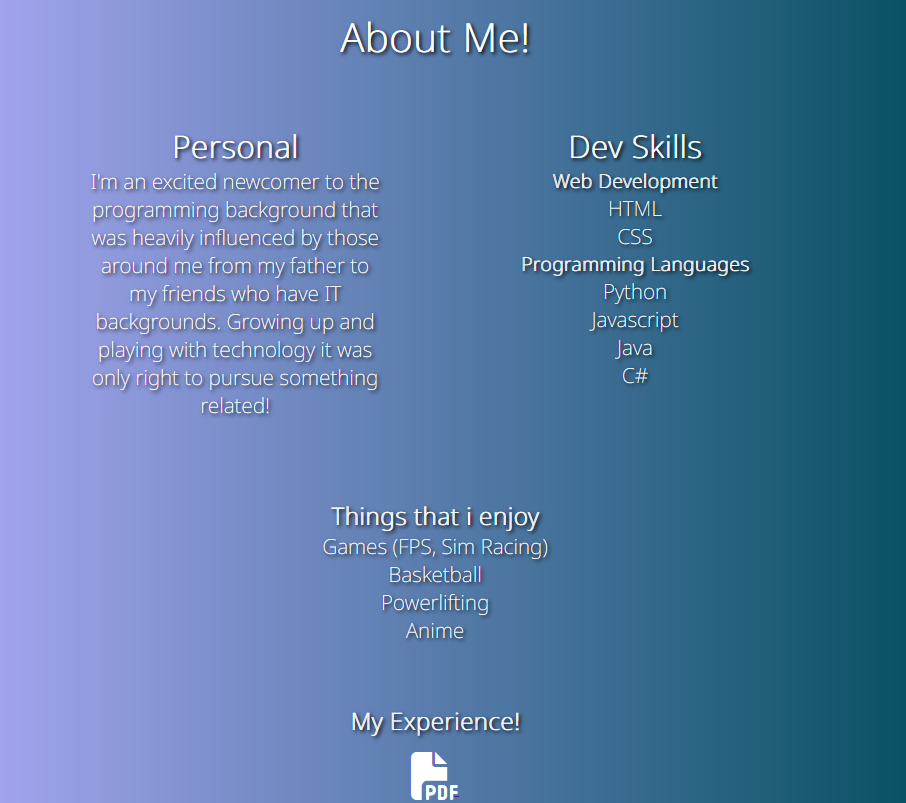 About Me!
Personal
I'm an excited newcomer to the
programming background that
was heavily influenced by those
around me from my father to
my friends who have IT
backgrounds. Growing up and
playing with technology it was
only right to pursue something
related!
Dev Skills
Web Development
HTML
CSS
Programming Languages
Python
Javascript
Java
C#
Things that i enjoy
Games (FPS, Sim Racing)
Basketball
Powerlifting
Anime
My Experience!
PDF